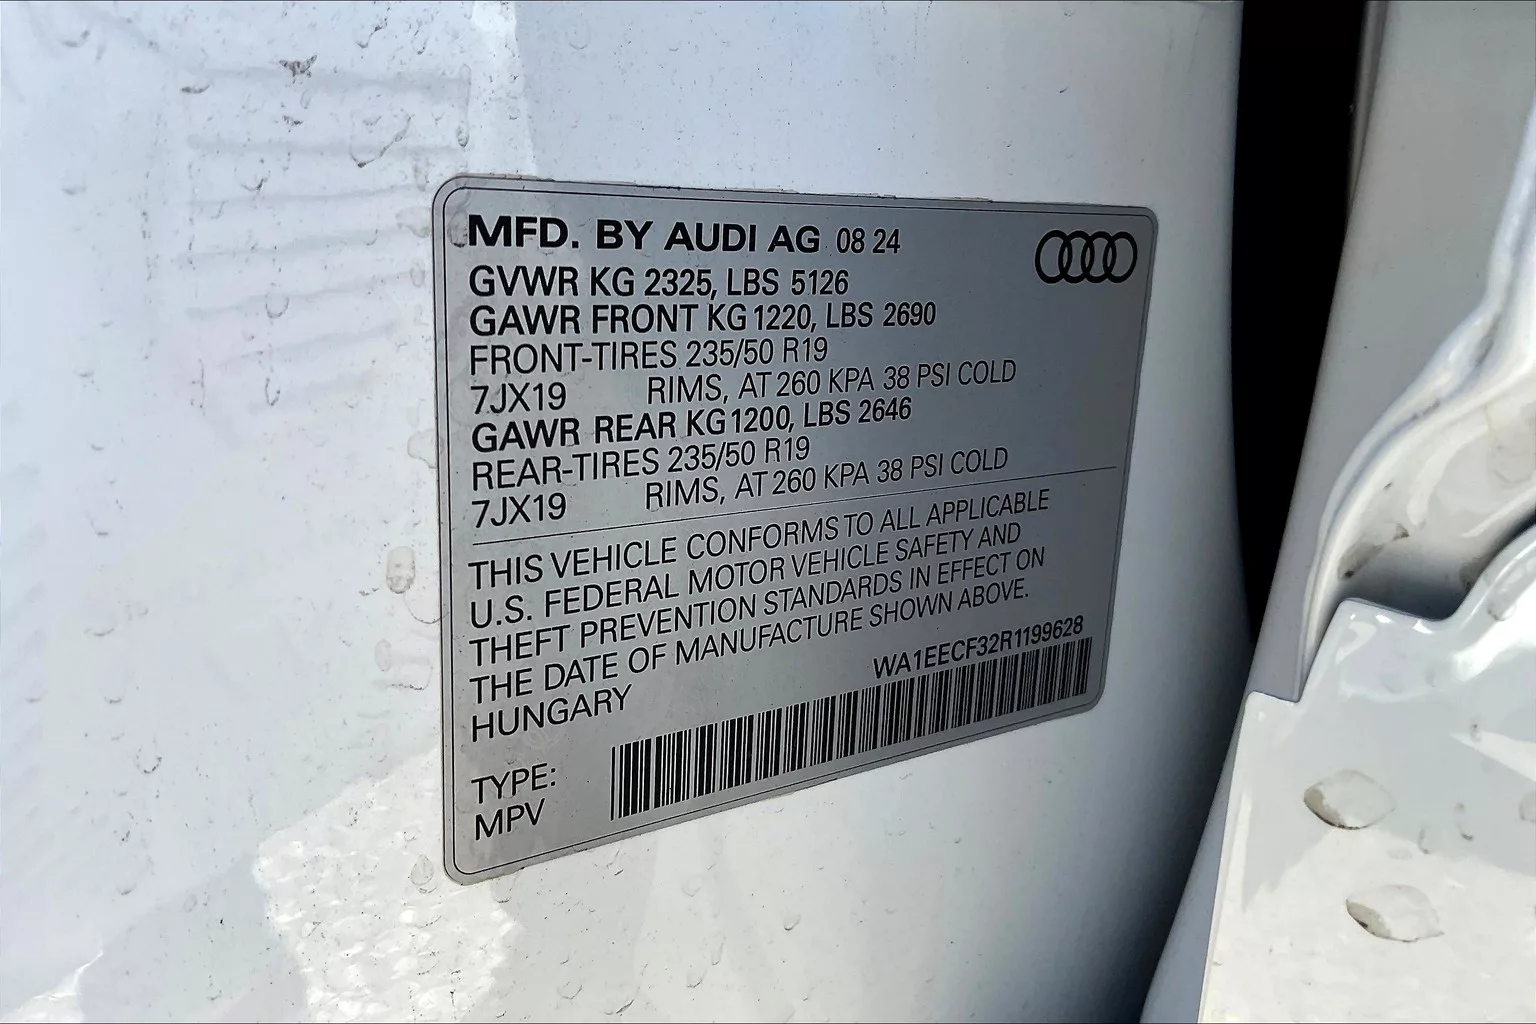 MFD. BY AUDI AG 08 24
GVWR KG 2325, LBS 5126
GAWR FRONT KG 1220, LBS 2690
FRONT-TIRES 235/50 R19
7JX19 RIMS, AT 260 KPA 38 PSI COLD
GAWR REAR KG 1200, LBS 2646
REAR-TIRES 235/50 R19
7JX19 RIMS, AT 260 KPA 38 PSI COLD
THIS VEHICLE CONFORMS TO ALL APPLICABLE
U.S. FEDERAL MOTOR VEHICLE SAFETY AND
THEFT PREVENTION STANDARDS IN EFFECT ON
THE DATE OF MANUFACTURE SHOWN ABOVE.
HUNGARY WA1EECF32R1199628
TYPE:
MPV